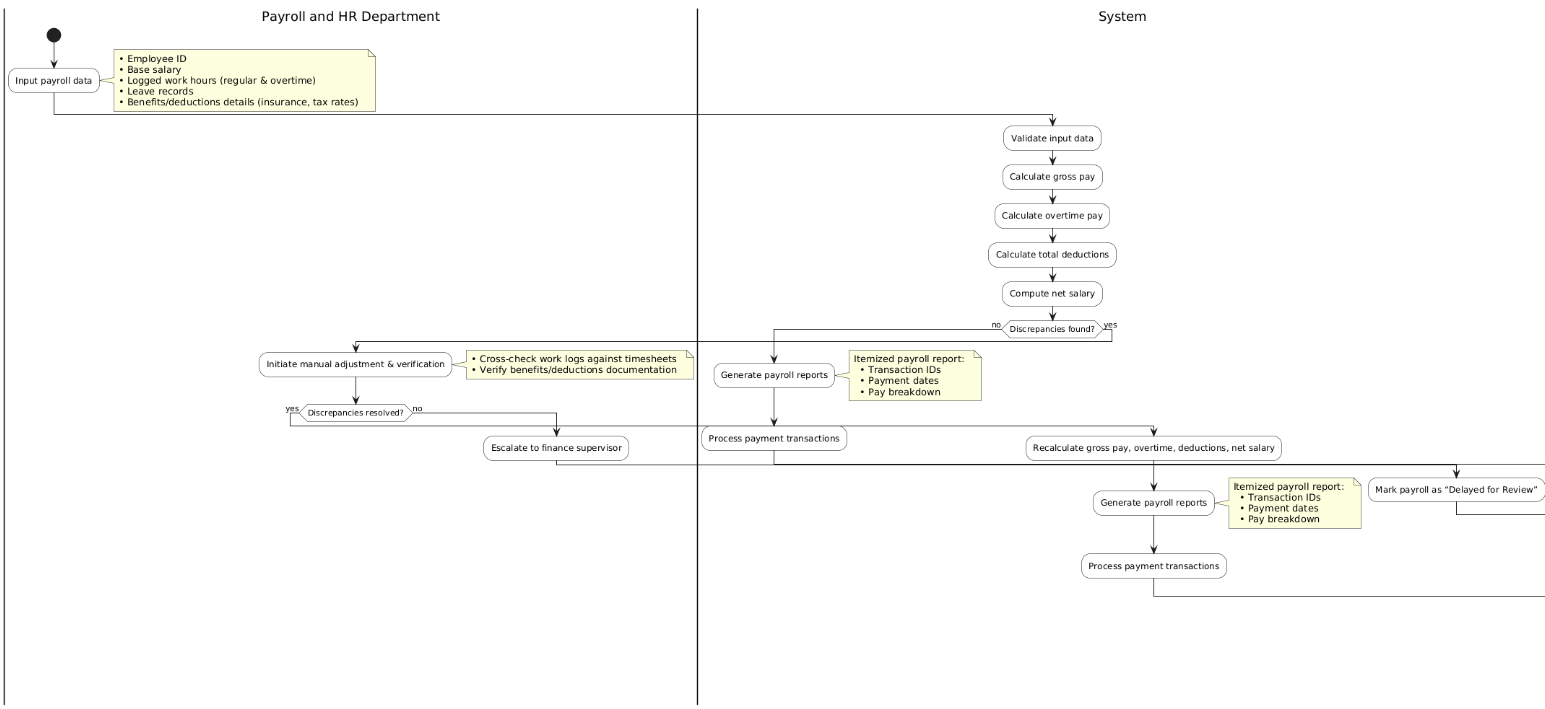 Payroll and HR Department
System
Input payroll data
• Employee ID
• Base salary
• Logged work hours (regular & overtime)
• Leave records
• Benefits/deductions details (insurance, tax rates)
Validate input data
Calculate gross pay
Calculate overtime pay
Calculate total deductions
Compute net salary
no
Discrepancies found?
yes
Initiate manual adjustment & verification
• Cross-check work logs against timesheets
• Verify benefits/deductions documentation
Generate payroll reports
Itemized payroll report:
• Transaction IDs
• Payment dates
• Pay breakdown
yes
Discrepancies resolved?
no
Escalate to finance supervisor
Process payment transactions
Recalculate gross pay, overtime, deductions, net salary
Generate payroll reports
Itemized payroll report:
• Transaction IDs
• Payment dates
• Pay breakdown
Mark payroll as “Delayed for Review”
Process payment transactions